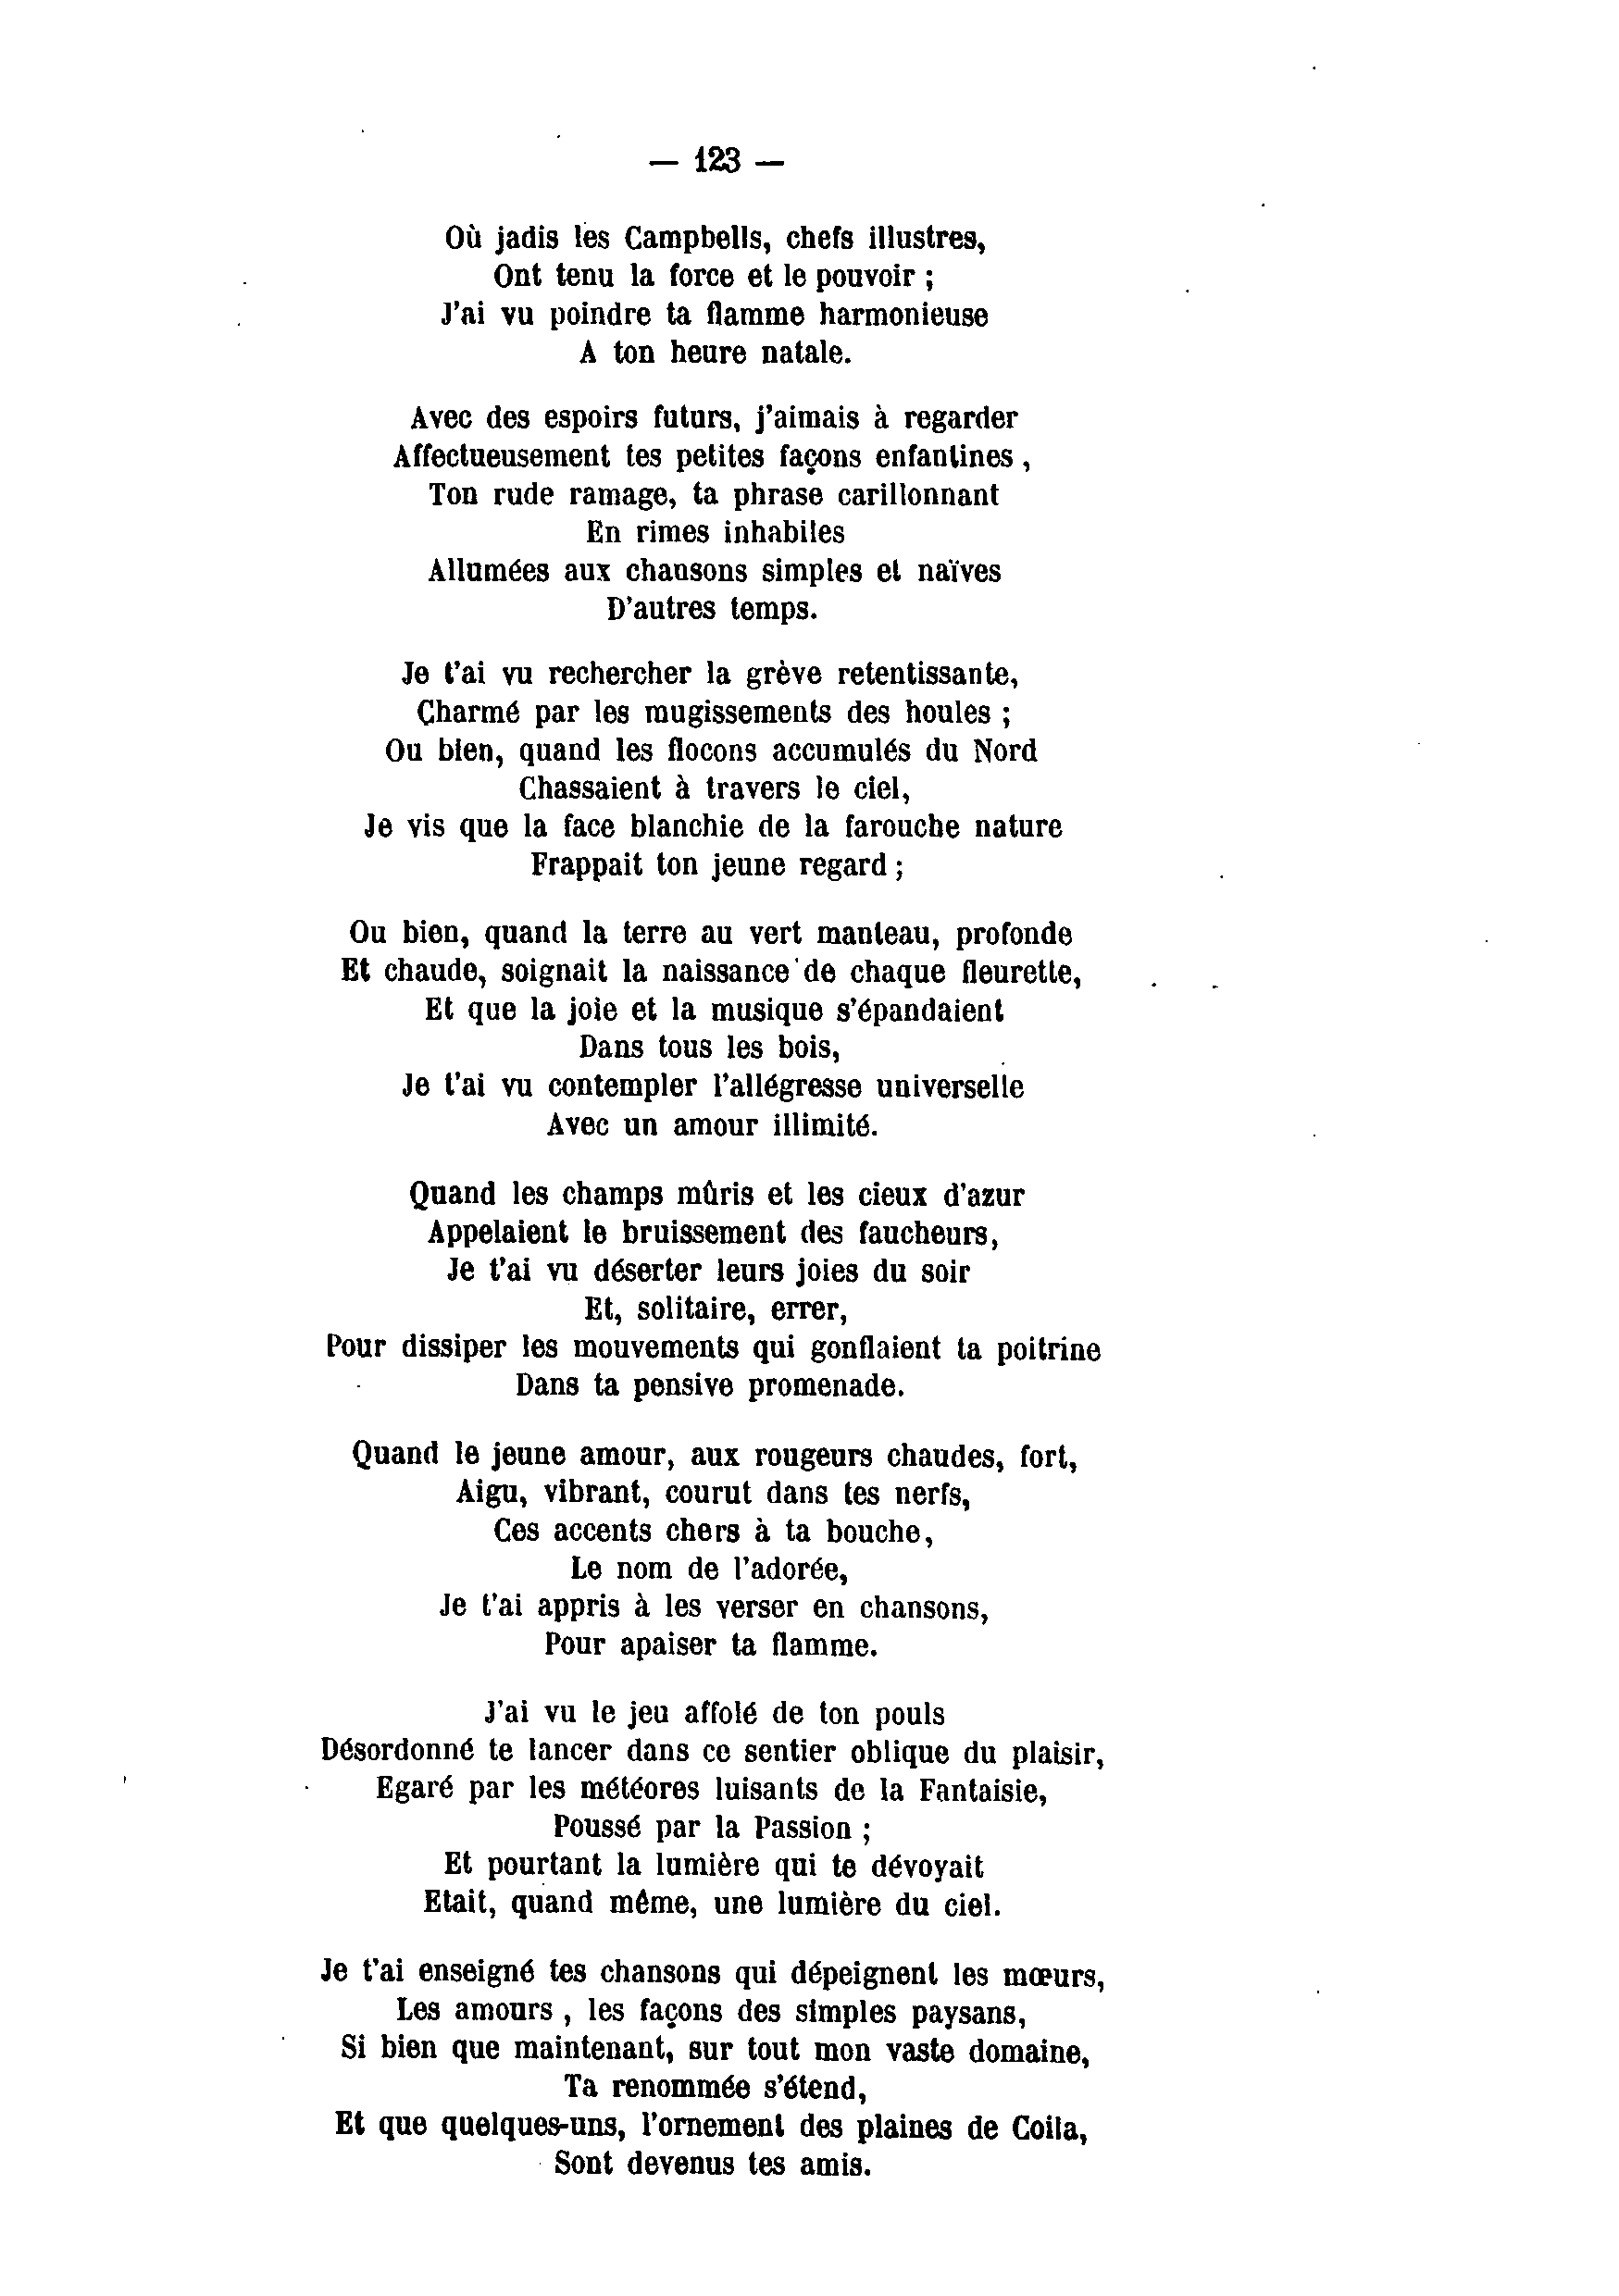 — 123 —
Où jadis les Campbells, chefs illustres,
Ont tenu la force et le pouvoir ;
J'ai vu poindre ta flamme harmonieuse
A ton heure natale.
Avec des espoirs futurs, j'aimais à regarder
Affectueusement tes petites façons enfantines ,
Ton rude ramage, ta phrase carillonnant
En rimes inhabiles
Allumées aux chansons simples et naïves
D'autres temps.
Je t'ai vu rechercher la grève retentissante,
Charmé par les mugissements des houles ;
Ou bien, quand les flocons accumulés du Nord
Chassaient à travers le ciel,
Je vis que la face blanchie de la farouche nature
Frappait ton jeune regard ;
Ou bien, quand la terre au vert manteau, profonde
Et chaude, soignait la naissance de chaque fleurette,
Et que la joie et la musique s'épandaient
Dans tous les bois,
Je t'ai vu contempler l'allégresse universelle
Avec un amour illimité.
Quand les champs mûris et les cieux d'azur
Appelaient le bruissement des faucheurs,
Je t'ai vu déserter leurs joies du soir
Et, solitaire, errer,
Pour dissiper les mouvements qui gonflaient ta poitrine
Dans ta pensive promenade.
Quand le jeune amour, aux rougeurs chaudes, fort,
Aigu, vibrant, courut dans tes nerfs,
Ces accents chers à ta bouche,
Le nom de l'adorée,
Je t'ai appris à les verser en chansons,
Pour apaiser ta flamme.
J'ai vu le jeu affolé de ton pouls
Désordonné te lancer dans ce sentier oblique du plaisir,
Egaré par les météores luisants de la Fantaisie,
Poussé par la Passion ;
Et pourtant la lumière qui te dévoyait
Etait, quand même, une lumière du ciel.
Je t'ai enseigné tes chansons qui dépeignent les mœurs,
Les amours , les façons des simples paysans,
Si bien que maintenant, sur tout mon vaste domaine,
Ta renommée s'étend,
Et que quelques-uns, l'ornement des plaines de Coila,
Sont devenus tes amis.